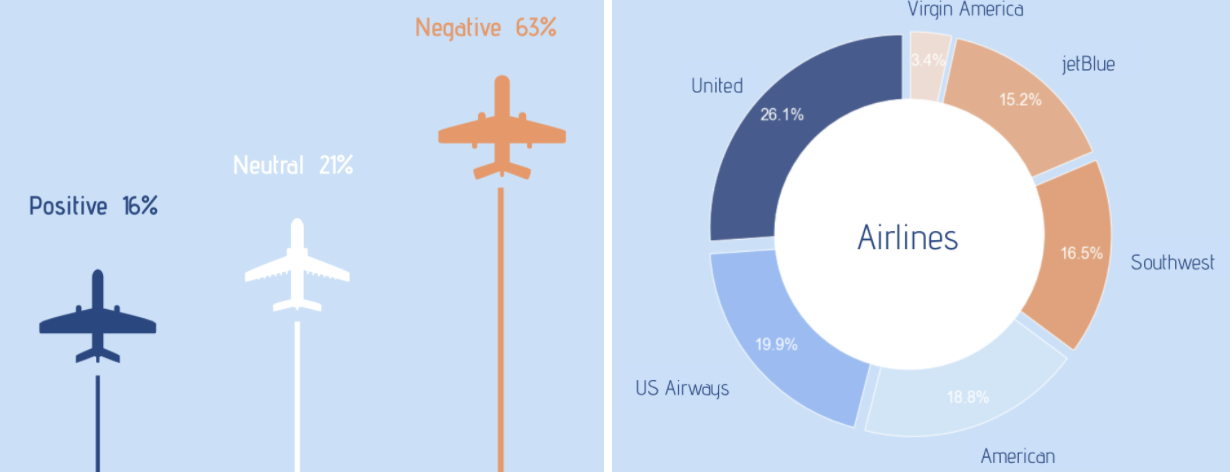 Negative 63%
Neutral 21%
Positive 16%
Virgin America
3.4%
jetBlue
15.2%
United
26.1%
Airlines
Southwest
16.5%
US Airways
19.9%
18.8%
American